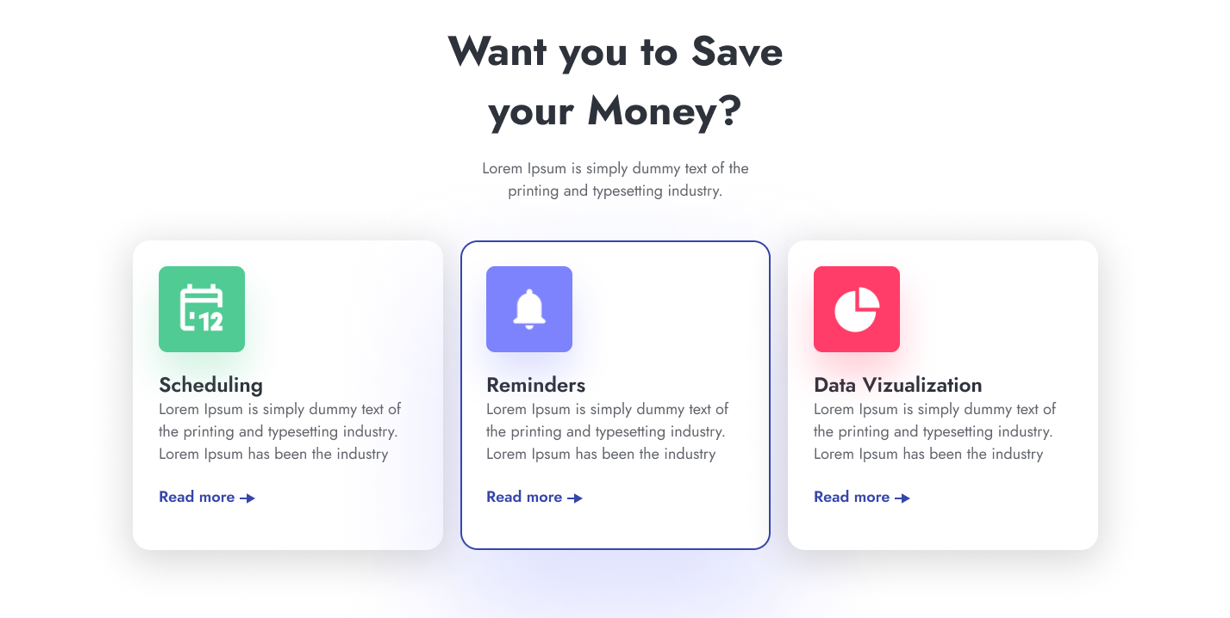 Want you to Save
your Money?
Lorem Ipsum is simply dummy text of the
printing and typesetting industry.
12
Scheduling
Lorem Ipsum is simply dummy text of
the printing and typesetting industry.
Lorem Ipsum has been the industry
Read more
Reminders
Lorem Ipsum is simply dummy text of
the printing and typesetting industry.
Lorem Ipsum has been the industry
Read more
Data Vizualization
Lorem Ipsum is simply dummy text of
the printing and typesetting industry.
Lorem Ipsum has been the industry
Read more